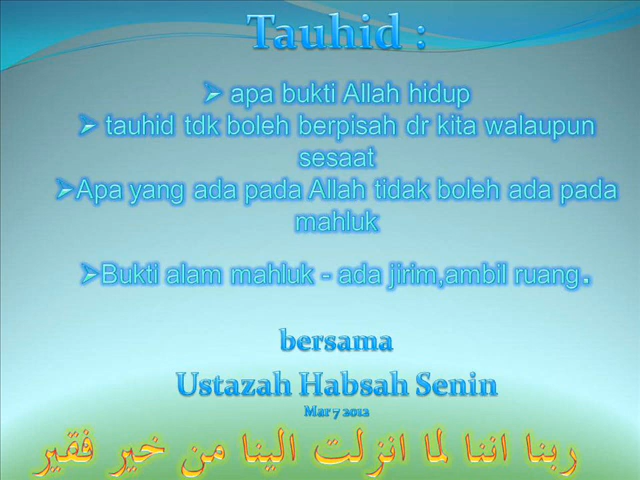 Tauhid :
➢ apa bukti Allah hidup
➢ tauhid tdk boleh berpisah dr kita walaupun
sesaat
➢Apa yang ada pada Allah tidak boleh ada pada
mahluk
➢Bukti alam mahluk - ada jirim,ambil ruang.
bersama
Ustazah Habsah Senin
Mar 7 2012
ربنا اننا لما انزلت الينا من خير فقير